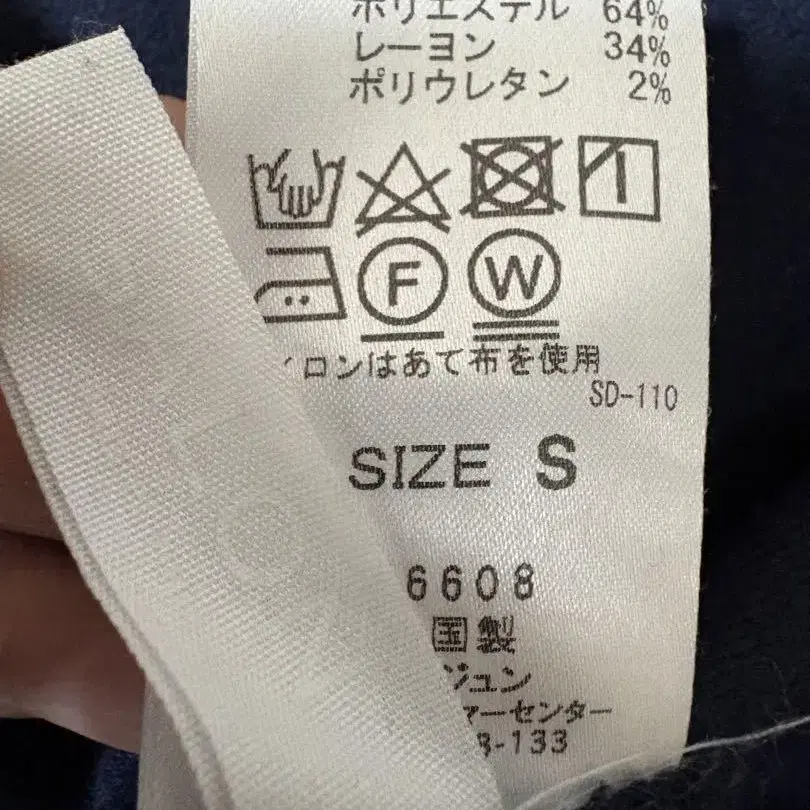 ポリエステル 64%
レーヨン 34%
ポリウレタン 2%
F W
ロンはあて布を使用
SD-110
SIZE S
6608
国製
ジュン
マーセンター
3-133